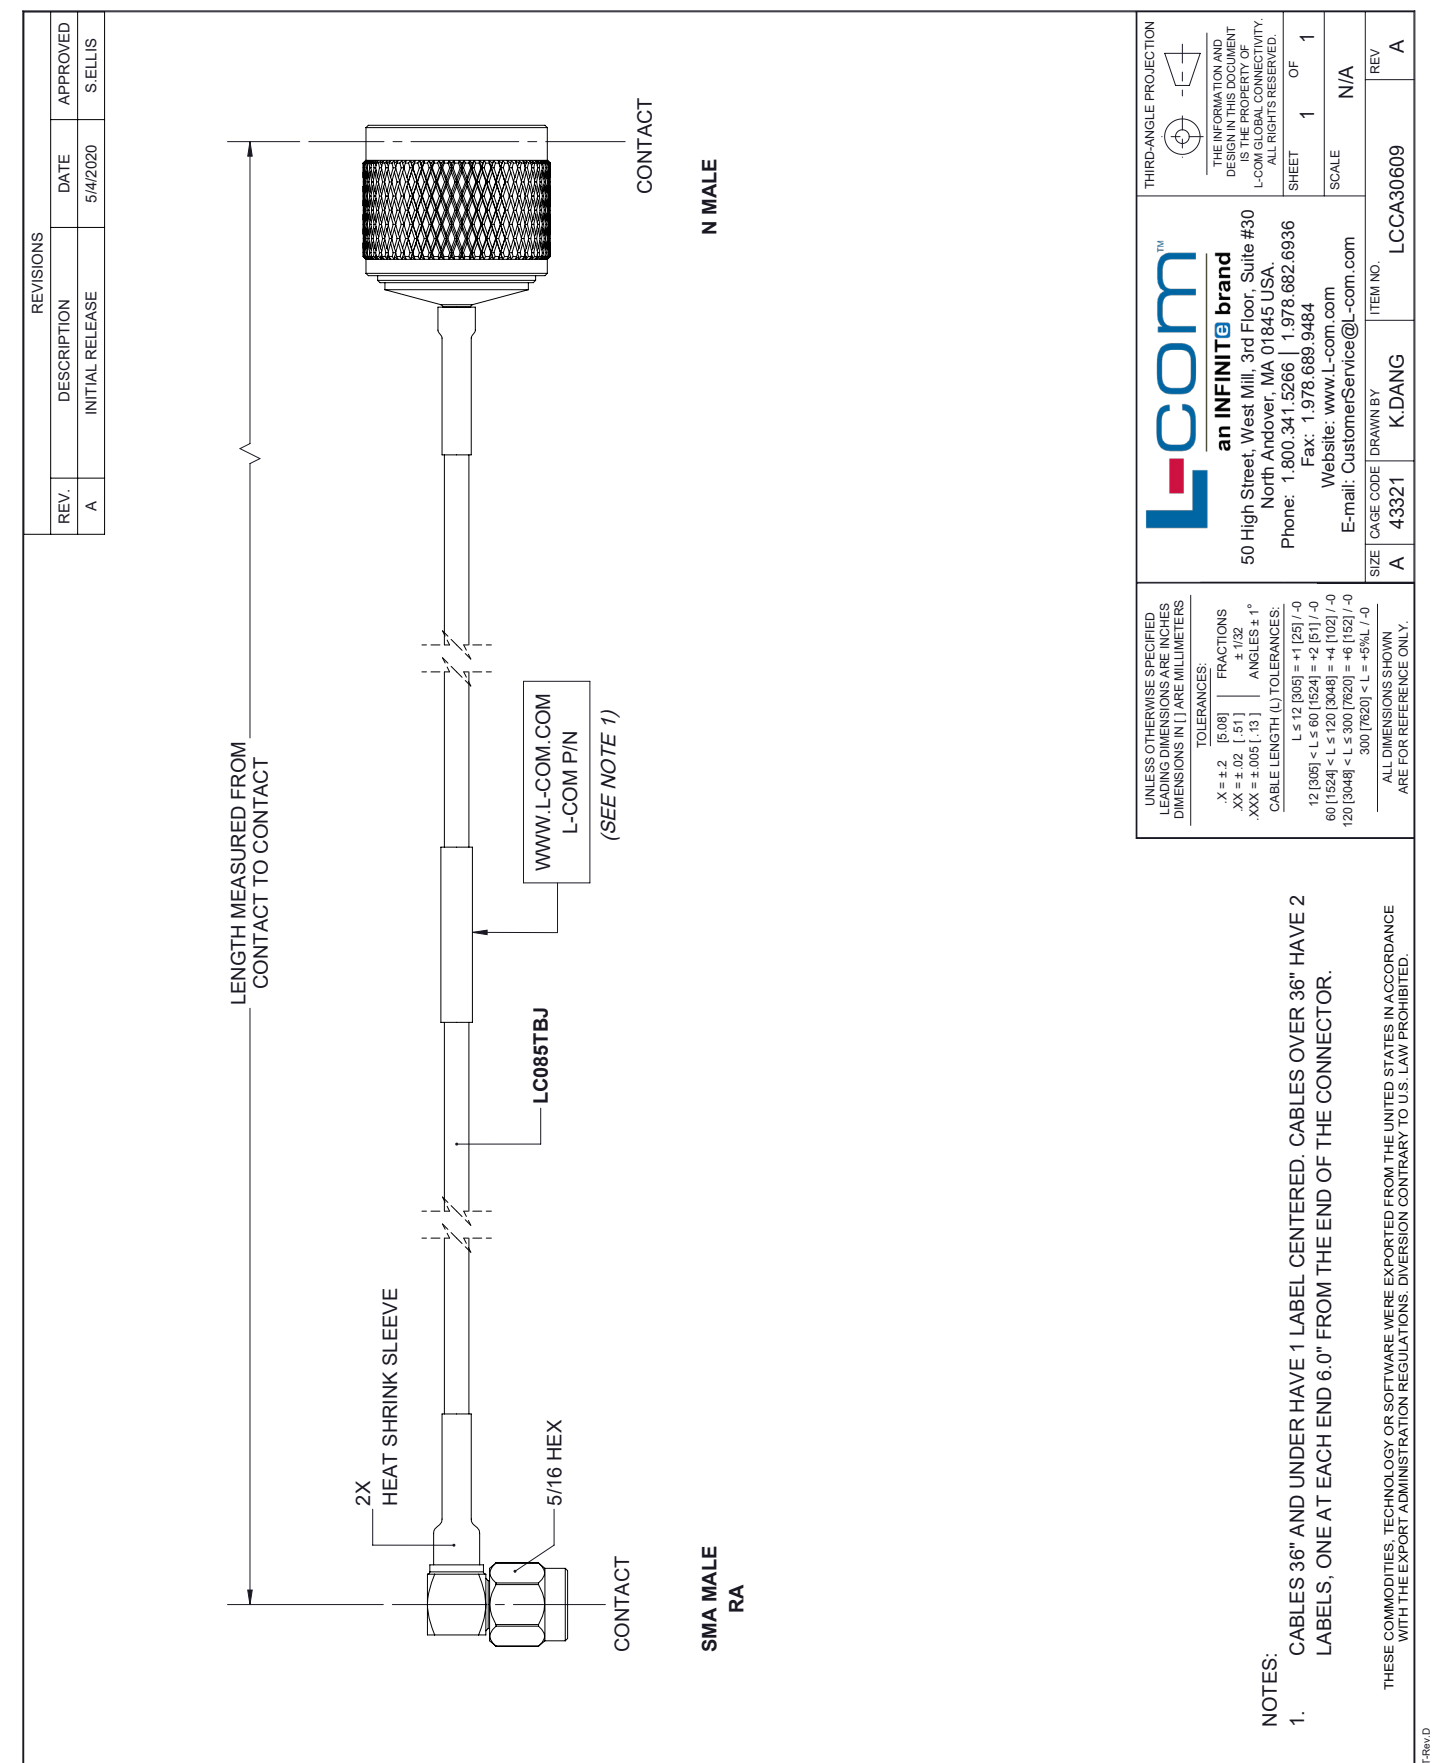 REVISIONS
REV. DESCRIPTION DATE APPROVED
A INITIAL RELEASE 5/4/2020 S.ELLIS
LENGTH MEASURED FROM
CONTACT TO CONTACT
2X
HEAT SHRINK SLEEVE
5/16 HEX
CONTACT
SMA MALE
RA
LC085TBJ
WWW.L-COM.COM
L-COM P/N
(SEE NOTE 1)
CONTACT
N MALE
NOTES:
1. CABLES 36" AND UNDER HAVE 1 LABEL CENTERED. CABLES OVER 36" HAVE 2
LABELS, ONE AT EACH END 6.0" FROM THE END OF THE CONNECTOR.
THESE COMMODITIES, TECHNOLOGY OR SOFTWARE WERE EXPORTED FROM THE UNITED STATES IN ACCORDANCE
WITH THE EXPORT ADMINISTRATION REGULATIONS. DIVERSION CONTRARY TO U.S. LAW PROHIBITED.
UNLESS OTHERWISE SPECIFIED
LEADING DIMENSIONS ARE INCHES
DIMENSIONS IN [ ] ARE MILLIMETERS
TOLERANCES:
.X = ± .2 [5.08] FRACTIONS
.XX = ± .02 [ .51 ] ± 1/32
.XXX = ± .005 [ .13 ] ANGLES ± 1°
CABLE LENGTH (L) TOLERANCES:
L ≤ 12 [305] = +1 [25] / -0
12 [305] < L ≤ 60 [1524] = +2 [51] / -0
60 [1524] < L ≤ 120 [3048] = +4 [102] / -0
120 [3048] < L ≤ 300 [7620] = +6 [152] / -0
300 [7620] < L = +5%L / -0
ALL DIMENSIONS SHOWN
ARE FOR REFERENCE ONLY.
L-com™
an INFINITe brand
50 High Street, West Mill, 3rd Floor, Suite #30
North Andover, MA 01845 USA.
Phone: 1.800.341.5266 | 1.978.682.6936
Fax: 1.978.689.9484
Website: www.L-com.com
E-mail: CustomerService@L-com.com
THIRD-ANGLE PROJECTION
THE INFORMATION AND
DESIGN IN THIS DOCUMENT
IS THE PROPERTY OF
L-COM GLOBAL CONNECTIVITY.
ALL RIGHTS RESERVED.
SHEET 1 OF 1
SCALE N/A
SIZE A
CAGE CODE 43321
DRAWN BY K.DANG
ITEM NO. LCCA30609
REV A
T-Rev.D